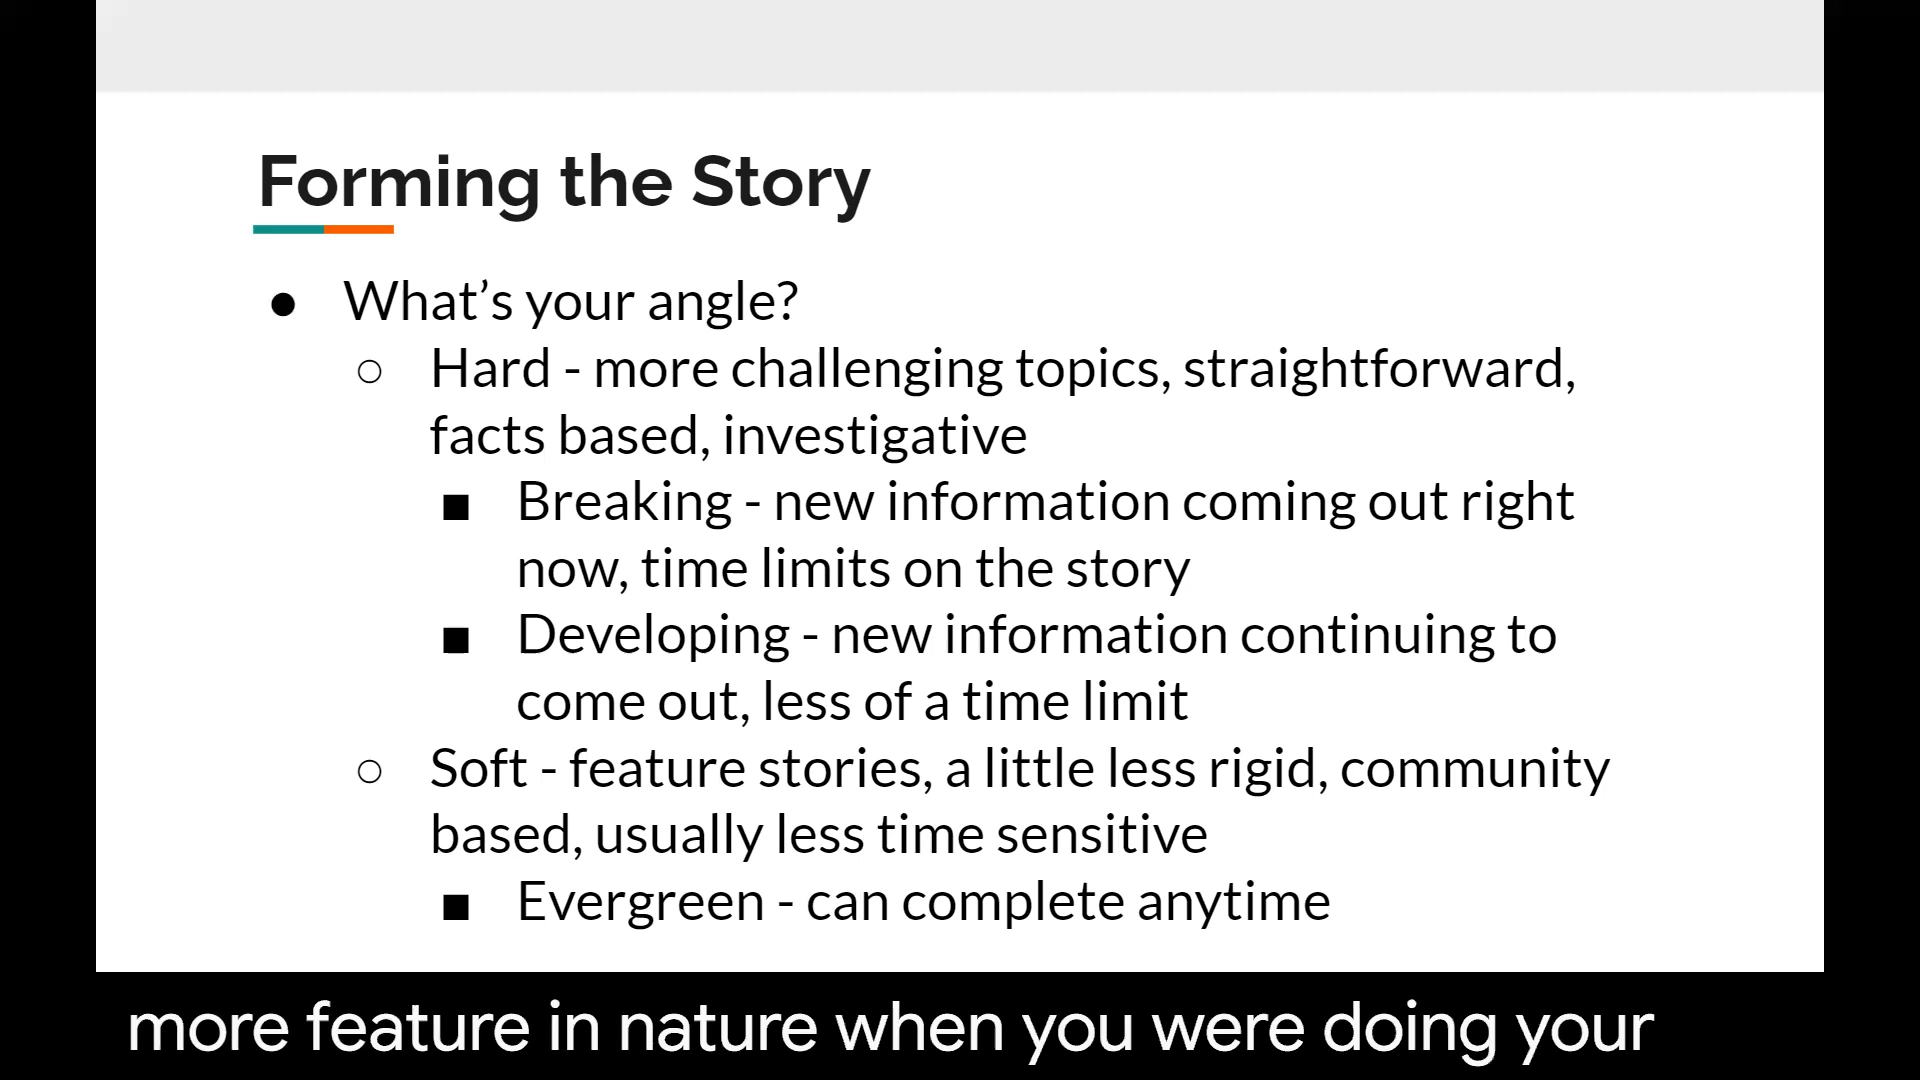 Forming the Story
● What’s your angle?
○ Hard - more challenging topics, straightforward,
facts based, investigative
■ Breaking - new information coming out right
now, time limits on the story
■ Developing - new information continuing to
come out, less of a time limit
○ Soft - feature stories, a little less rigid, community
based, usually less time sensitive
■ Evergreen - can complete anytime
more feature in nature when you were doing your